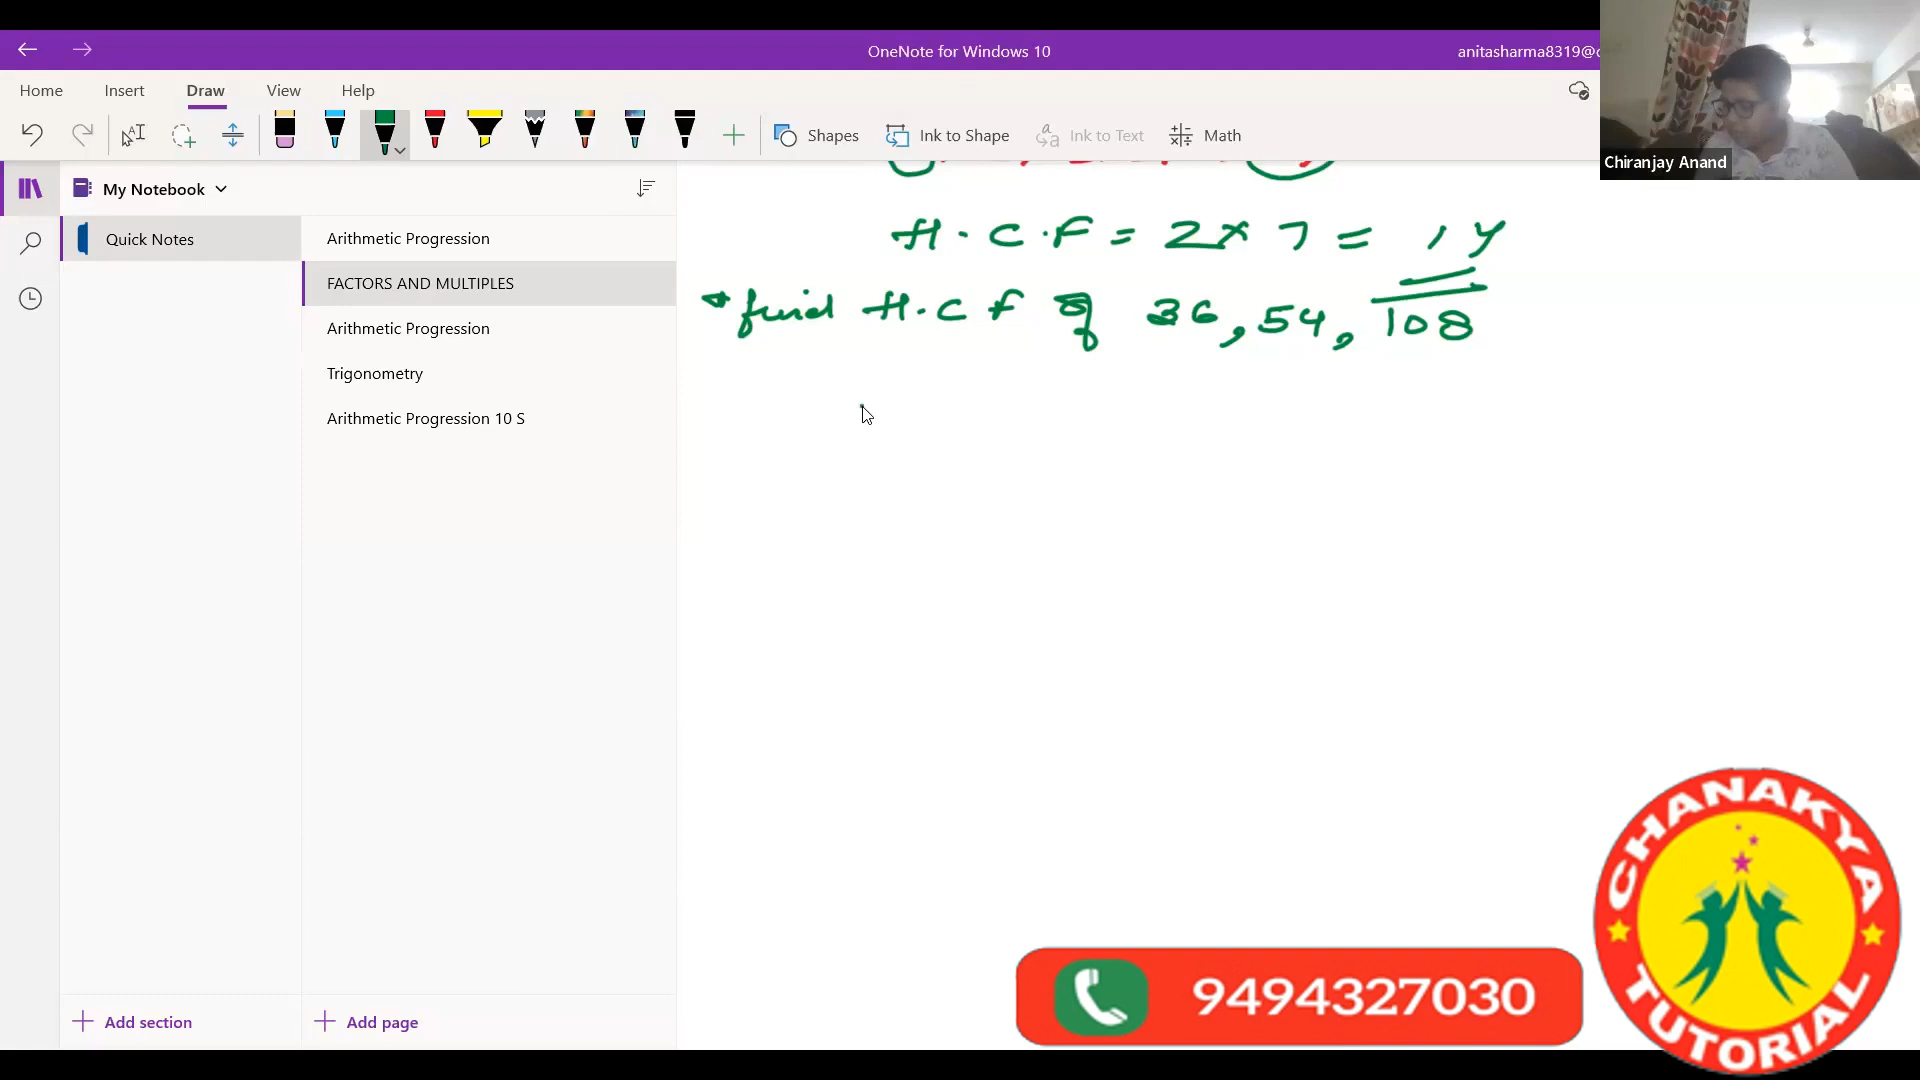 OneNote for Windows 10
anitasharma8319@
Home Insert Draw View Help
Shapes Ink to Shape Ink to Text Math
Chiranjay Anand
My Notebook
Quick Notes
Arithmetic Progression
FACTORS AND MULTIPLES
Arithmetic Progression
Trigonometry
Arithmetic Progression 10 S
H.C.F = 2 x 7 = 14
find H.C F of 36, 54, 108
Add section
Add page
9494327030
CHANAKYA
TUTORIAL